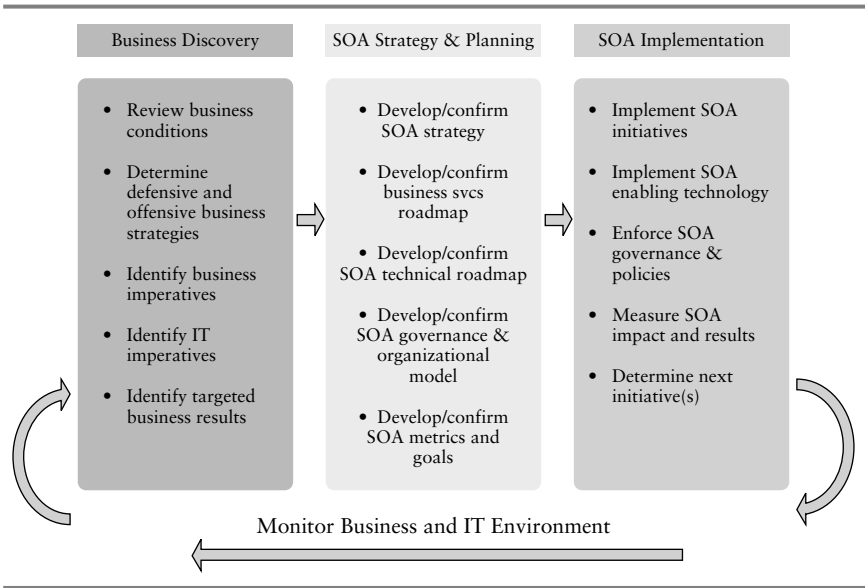 Business Discovery
SOA Strategy & Planning
SOA Implementation
• Review business
conditions
• Determine
defensive and
offensive business
strategies
• Identify business
imperatives
• Identify IT
imperatives
• Identify targeted
business results
• Develop/confirm
SOA strategy
• Develop/confirm
business svcs
roadmap
• Develop/confirm
SOA technical roadmap
• Develop/confirm
SOA governance &
organizational
model
• Develop/confirm
SOA metrics and
goals
• Implement SOA
initiatives
• Implement SOA
enabling technology
• Enforce SOA
governance &
policies
• Measure SOA
impact and results
• Determine next
initiative(s)
Monitor Business and IT Environment